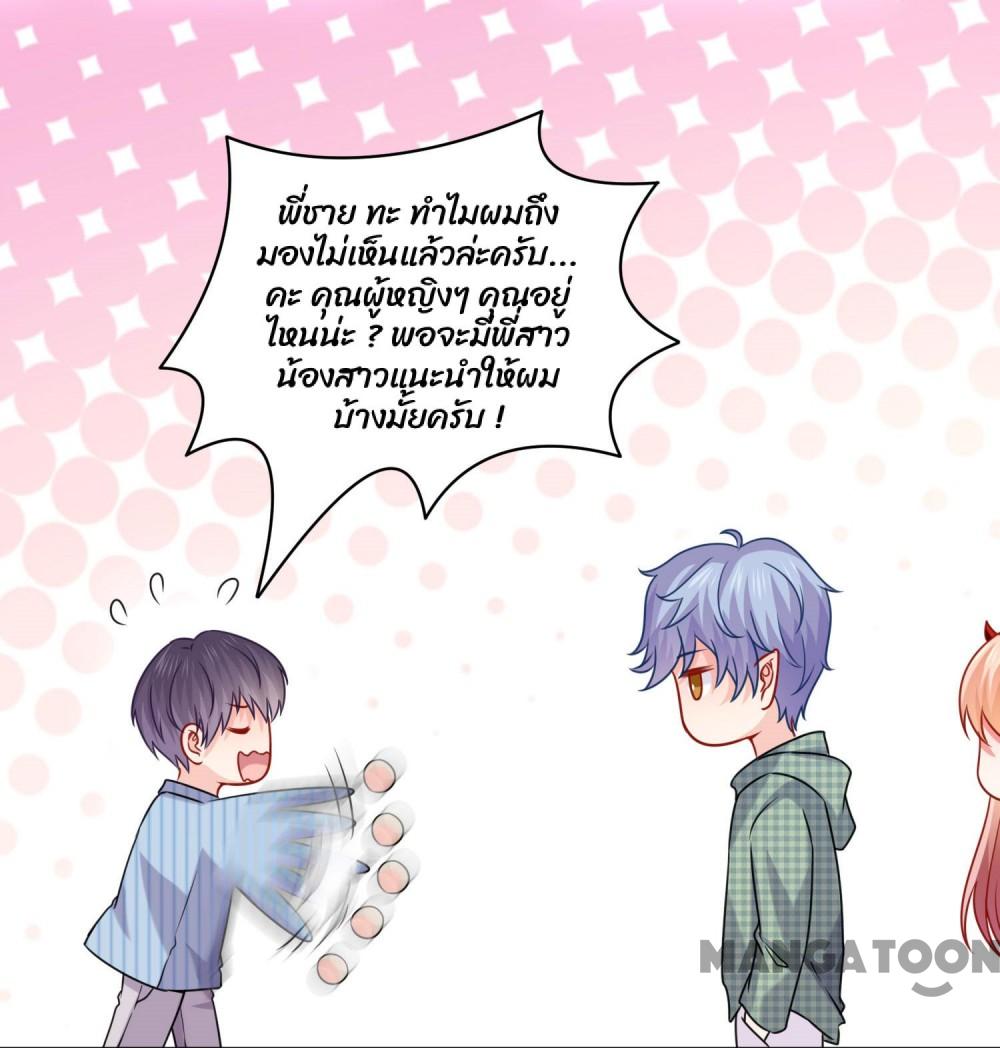 พี่ชาย ทะ ทำไมผมถึง
มองไม่เห็นแล้วล่ะครับ...
คะ คุณผู้หญิงๆ คุณอยู่
ไหนน่ะ ? พอจะมีพี่สาว
น้องสาวแนะนำให้ผม
บ้างมั้ยครับ !
MANGATOON